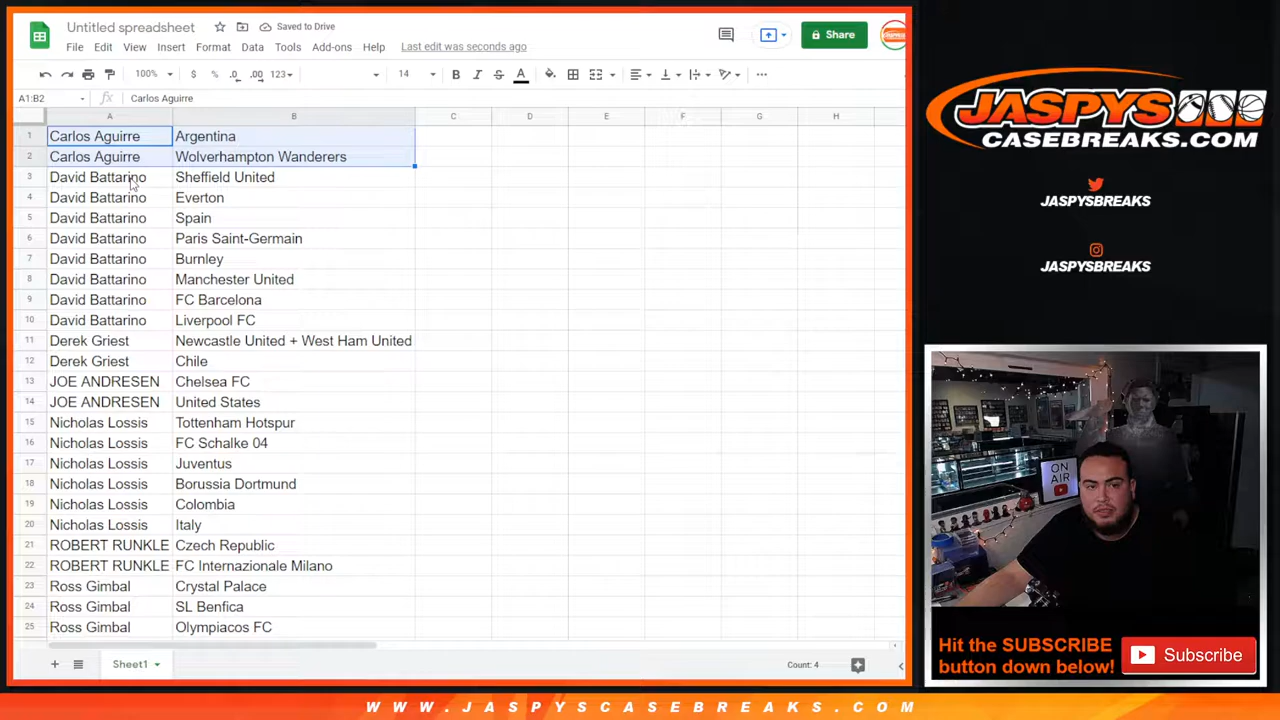 Untitled spreadsheet
Saved to Drive
File Edit View Insert Format Data Tools Add-ons Help Last edit was seconds ago
Share
100% $ % .0 .00 123 14 B I S A
A1:B2 fx Carlos Aguirre
A B C D E F G H
1 Carlos Aguirre Argentina
2 Carlos Aguirre Wolverhampton Wanderers
3 David Battarino Sheffield United
4 David Battarino Everton
5 David Battarino Spain
6 David Battarino Paris Saint-Germain
7 David Battarino Burnley
8 David Battarino Manchester United
9 David Battarino FC Barcelona
10 David Battarino Liverpool FC
11 Derek Griest Newcastle United + West Ham United
12 Derek Griest Chile
13 JOE ANDRESEN Chelsea FC
14 JOE ANDRESEN United States
15 Nicholas Lossis Tottenham Hotspur
16 Nicholas Lossis FC Schalke 04
17 Nicholas Lossis Juventus
18 Nicholas Lossis Borussia Dortmund
19 Nicholas Lossis Colombia
20 Nicholas Lossis Italy
21 ROBERT RUNKLE Czech Republic
22 ROBERT RUNKLE FC Internazionale Milano
23 Ross Gimbal Crystal Palace
24 Ross Gimbal SL Benfica
25 Ross Gimbal Olympiacos FC
Sheet1
Count: 4
JASPYS
CASEBREAKS.COM
JASPYSBREAKS
JASPYSBREAKS
ON
AIR
Hit the SUBSCRIBE
button down below!
Subscribe
WWW.JASPYSCASEBREAKS.COM